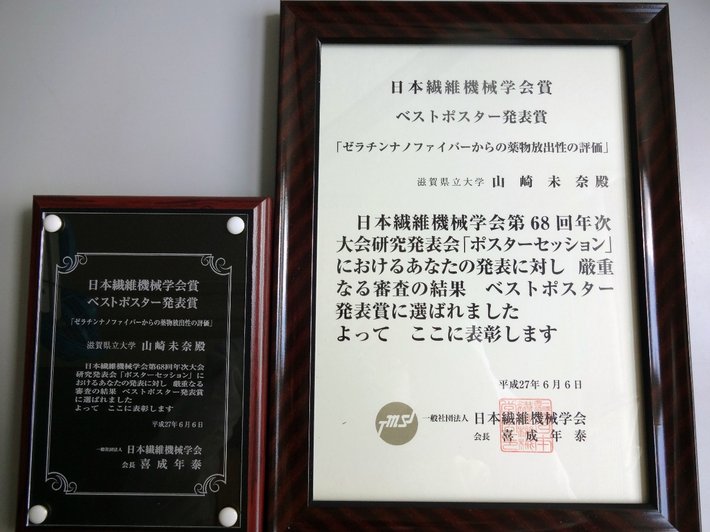 日本繊維機械学会賞
ベストポスター発表賞
「ゼラチンナノファイバーからの薬物放出性の評価」
滋賀県立大学 山崎未奈殿
日本繊維機械学会第68回年次大会
研究発表会「ポスターセッション」に
おけるあなたの発表に対し 厳重なる
審査の結果 ベストポスター発表賞
に選ばれました
よって ここに表彰します
平成27年6月6日
一般社団法人 日本繊維機械学会
会長 喜成年泰
日本繊維機械学会賞
ベストポスター発表賞
「ゼラチンナノファイバーからの薬物放出性の評価」
滋賀県立大学 山崎未奈殿
日本繊維機械学会第68回年次
大会研究発表会「ポスターセッション」
におけるあなたの発表に対し 厳重
なる審査の結果 ベストポスター
発表賞に選ばれました
よって ここに表彰します
平成27年6月6日
TMSJ
一般社団法人 日本繊維機械学会
会長 喜成年泰